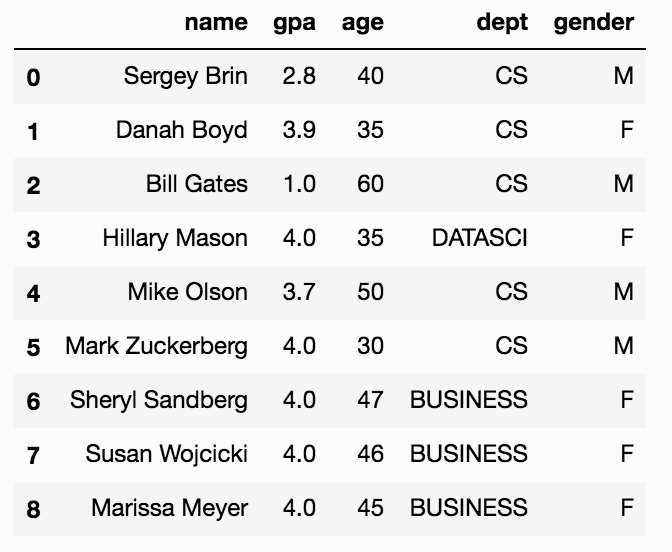 name gpa age dept gender
0 Sergey Brin 2.8 40 CS M
1 Danah Boyd 3.9 35 CS F
2 Bill Gates 1.0 60 CS M
3 Hillary Mason 4.0 35 DATASCI F
4 Mike Olson 3.7 50 CS M
5 Mark Zuckerberg 4.0 30 CS M
6 Sheryl Sandberg 4.0 47 BUSINESS F
7 Susan Wojcicki 4.0 46 BUSINESS F
8 Marissa Meyer 4.0 45 BUSINESS F